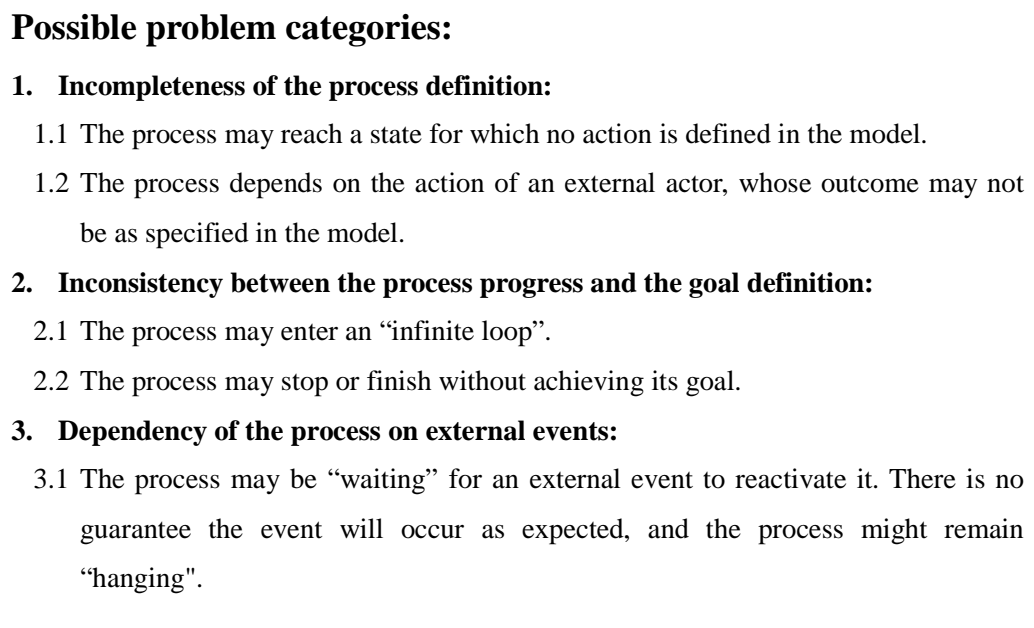 Possible problem categories:
1. Incompleteness of the process definition:
1.1 The process may reach a state for which no action is defined in the model.
1.2 The process depends on the action of an external actor, whose outcome may not
be as specified in the model.
2. Inconsistency between the process progress and the goal definition:
2.1 The process may enter an “infinite loop”.
2.2 The process may stop or finish without achieving its goal.
3. Dependency of the process on external events:
3.1 The process may be “waiting” for an external event to reactivate it. There is no
guarantee the event will occur as expected, and the process might remain
“hanging".